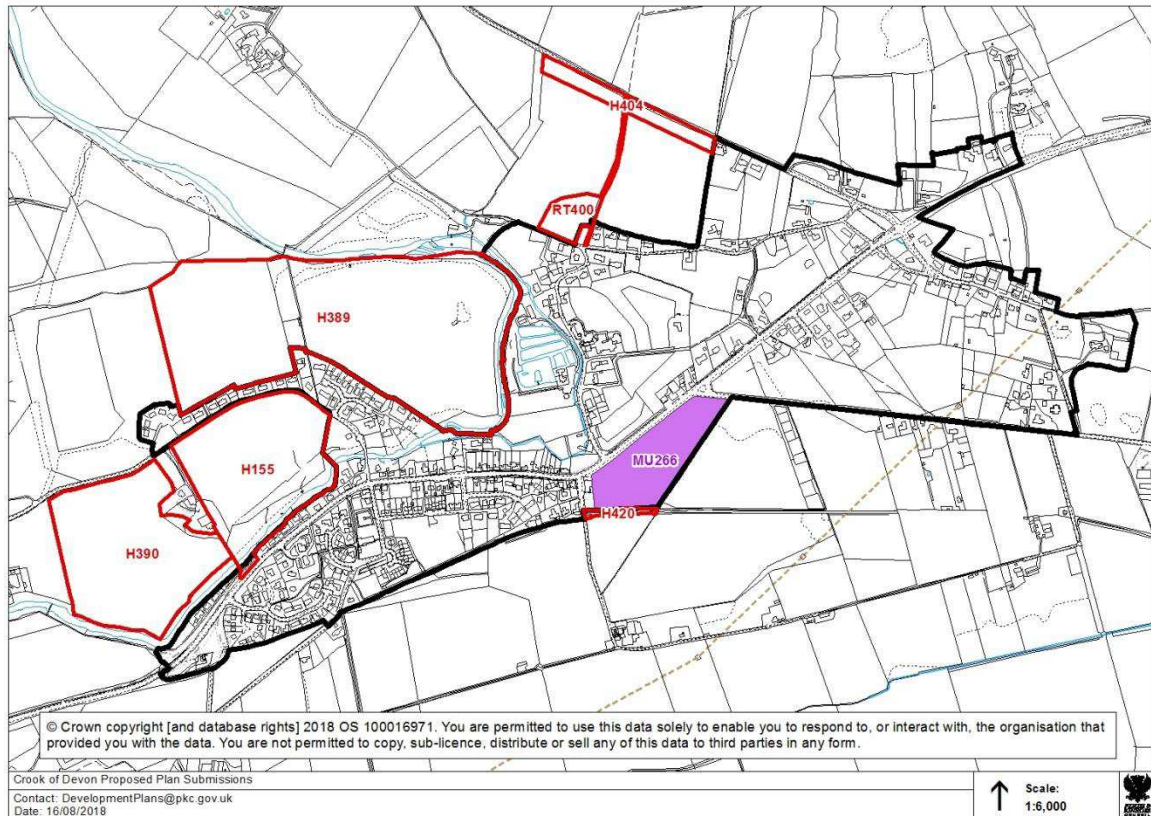 H404
RT400
H389
MU266
H155
H420
H390
© Crown copyright [and database rights] 2018 OS 100016971. You are permitted to use this data solely to enable you to respond to, or interact with, the organisation that
provided you with the data. You are not permitted to copy, sub-licence, distribute or sell any of this data to third parties in any form.
Crook of Devon Proposed Plan Submissions
Contact: DevelopmentPlans@pkc.gov.uk
Date: 16/08/2018
Scale:
1:6,000